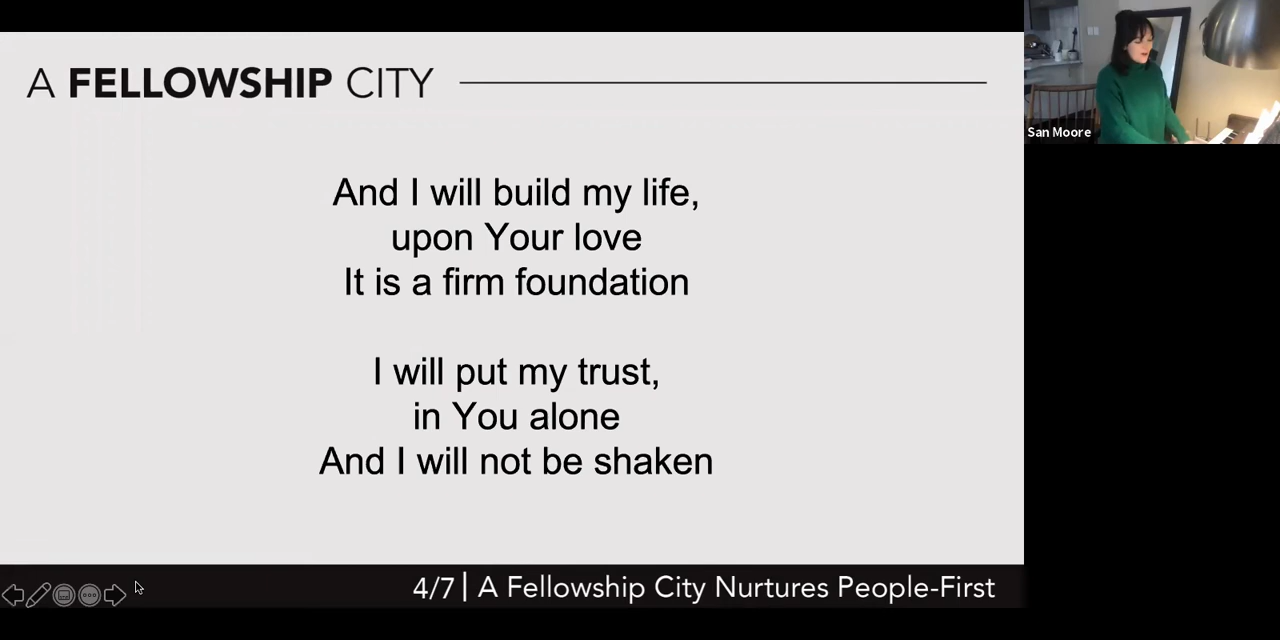 A FELLOWSHIP CITY
And I will build my life,
upon Your love
It is a firm foundation
I will put my trust,
in You alone
And I will not be shaken
4/7 | A Fellowship City Nurtures People-First
San Moore